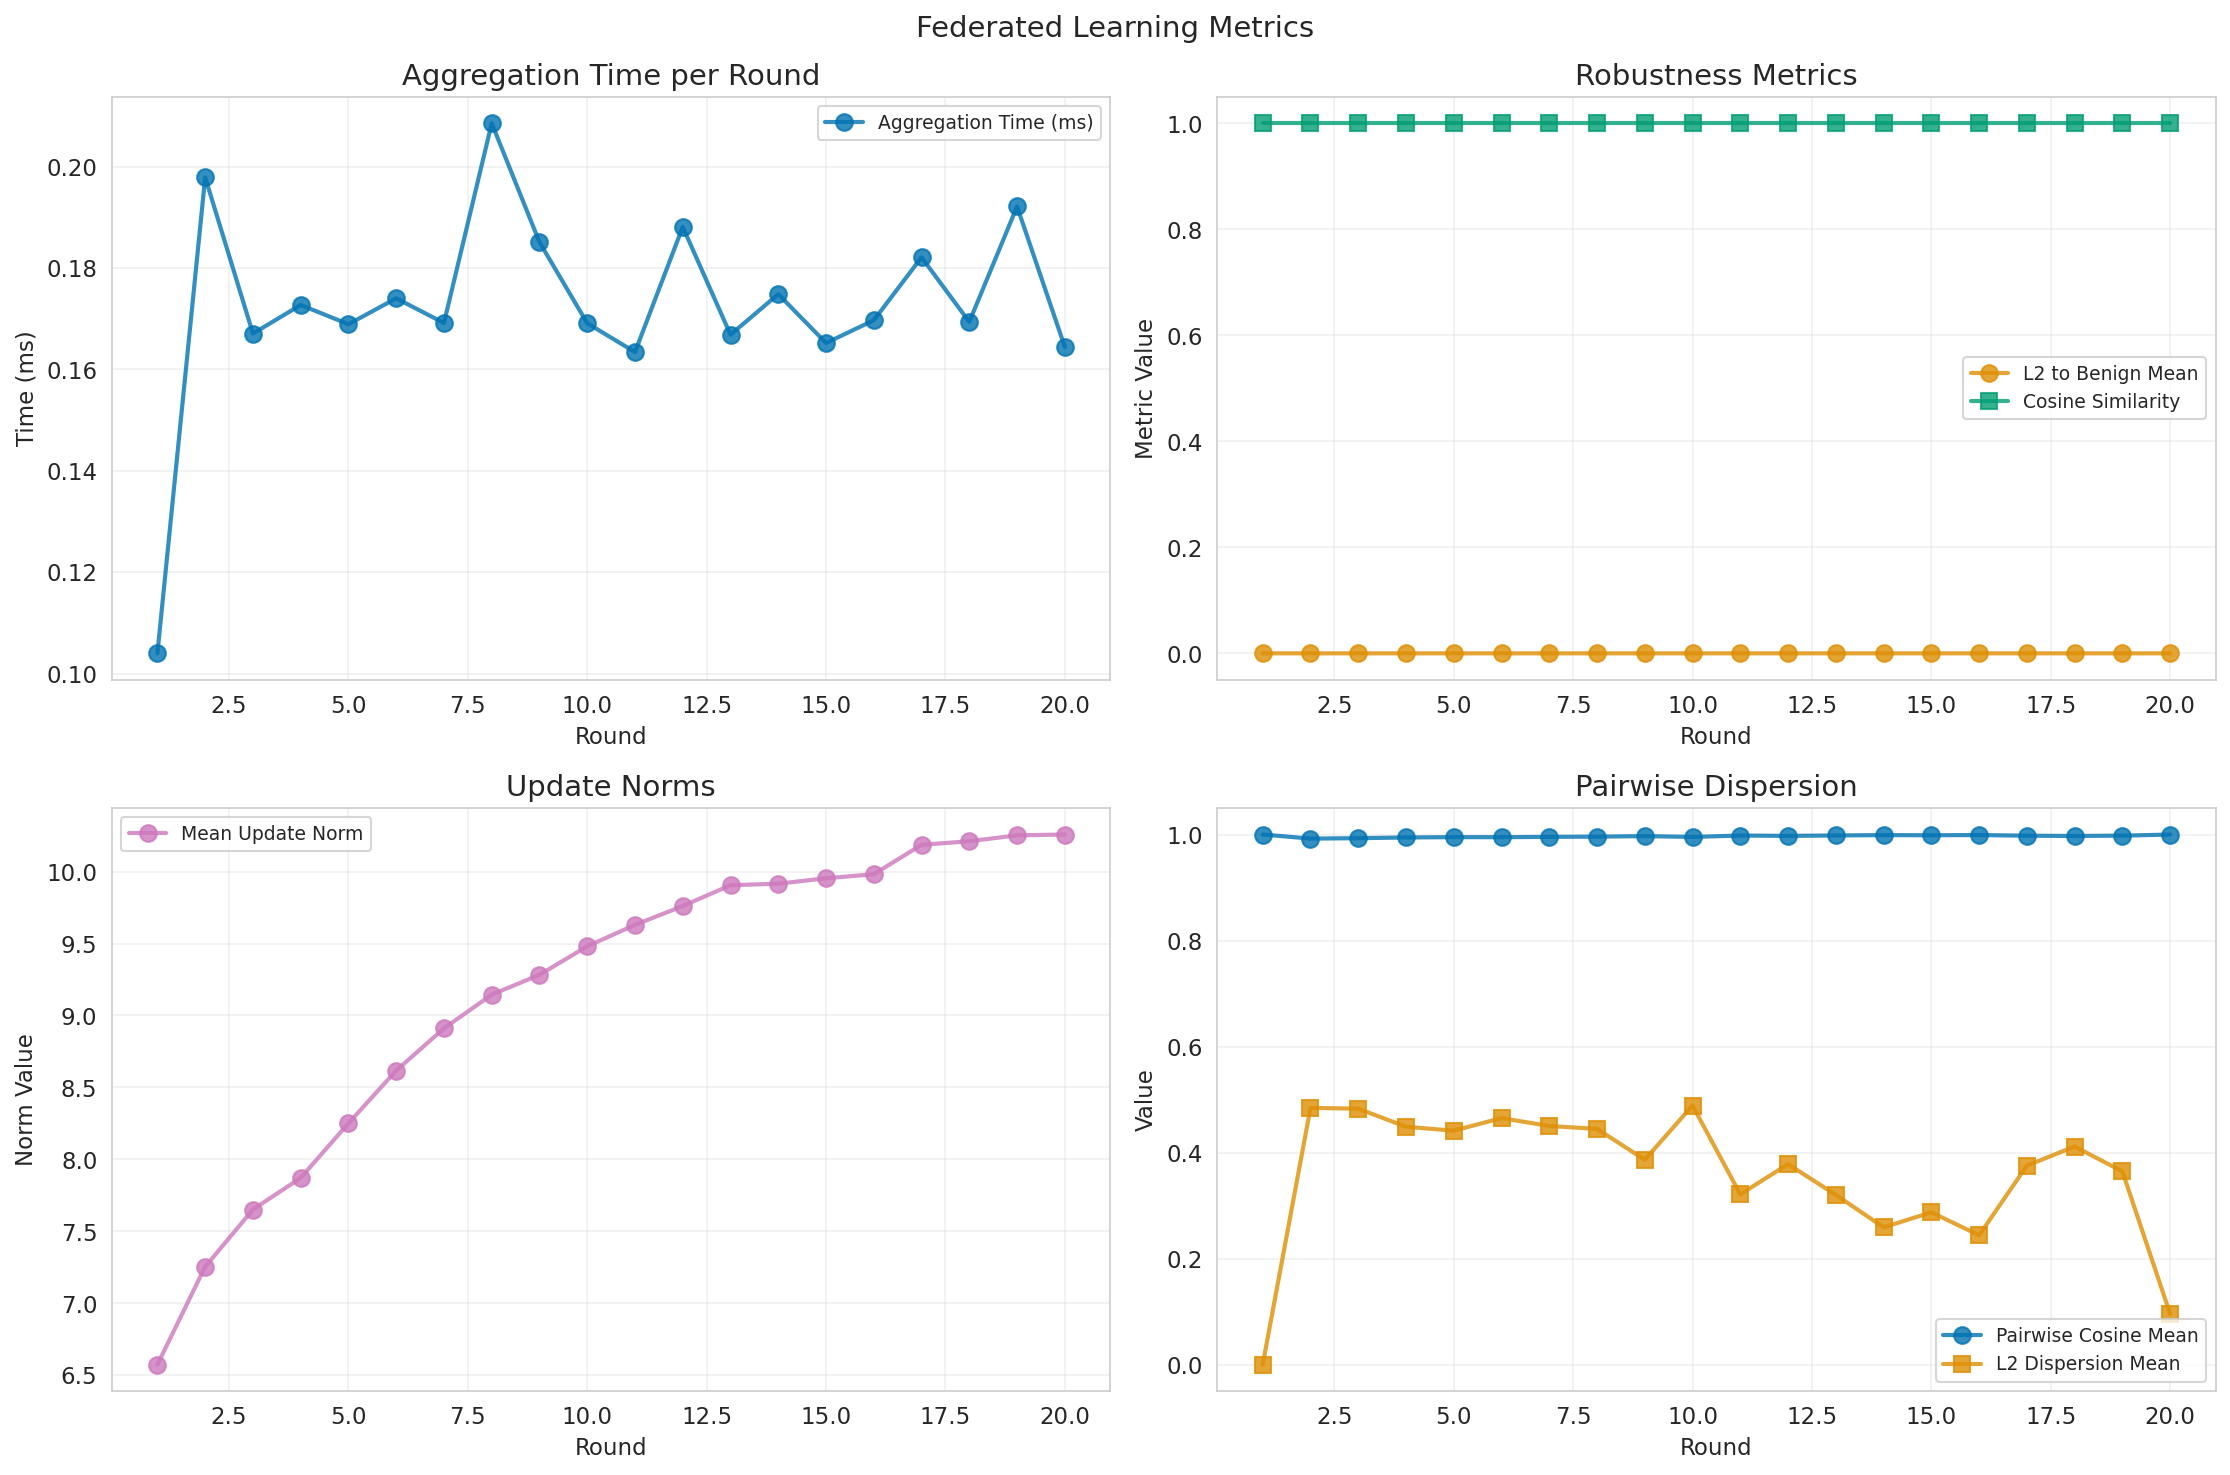 Federated Learning Metrics
Aggregation Time per Round
Aggregation Time (ms)
Time (ms)
0.20
0.18
0.16
0.14
0.12
0.10
2.5 5.0 7.5 10.0 12.5 15.0 17.5 20.0
Round
Robustness Metrics
L2 to Benign Mean
Cosine Similarity
Metric Value
1.0
0.8
0.6
0.4
0.2
0.0
2.5 5.0 7.5 10.0 12.5 15.0 17.5 20.0
Round
Update Norms
Mean Update Norm
Norm Value
10.0
9.5
9.0
8.5
8.0
7.5
7.0
6.5
2.5 5.0 7.5 10.0 12.5 15.0 17.5 20.0
Round
Pairwise Dispersion
Value
1.0
0.8
0.6
0.4
0.2
0.0
Pairwise Cosine Mean
L2 Dispersion Mean
2.5 5.0 7.5 10.0 12.5 15.0 17.5 20.0
Round